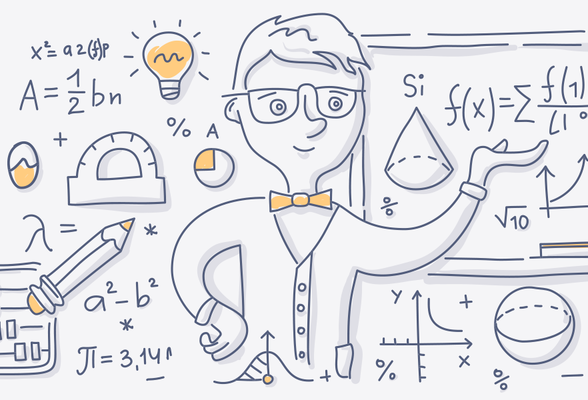 x²= a2(f)p
A = 1/2 bn
+
%
A
Si
f(x)=∑ f(1)
%
√10
λ =
*
a²-b²
*
π = 3,14
Y
+
X
%
+
%